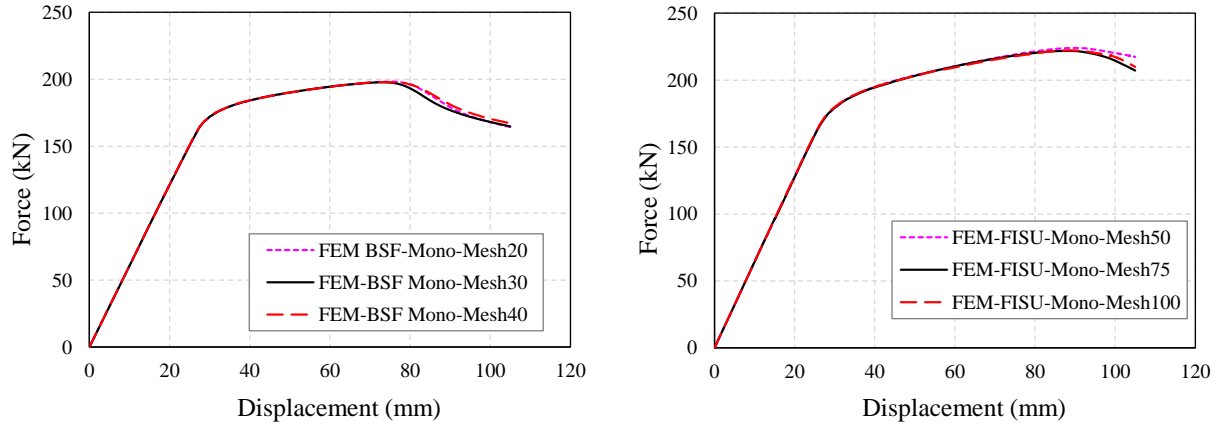 250
200
150
100
50
0
Force (kN)
FEM BSF-Mono-Mesh20
FEM-BSF Mono-Mesh30
FEM-BSF Mono-Mesh40
0 20 40 60 80 100 120
Displacement (mm)
250
200
150
100
50
0
Force (kN)
FEM-FISU-Mono-Mesh50
FEM-FISU-Mono-Mesh75
FEM-FISU-Mono-Mesh100
0 20 40 60 80 100 120
Displacement (mm)